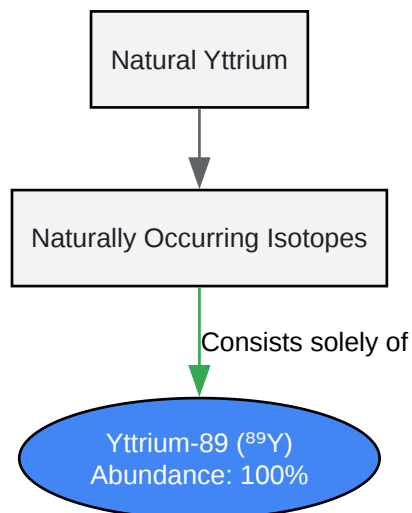 Natural Yttrium
Naturally Occurring Isotopes
Consists solely of
Yttrium-89 (⁸⁹Y)
Abundance: 100%